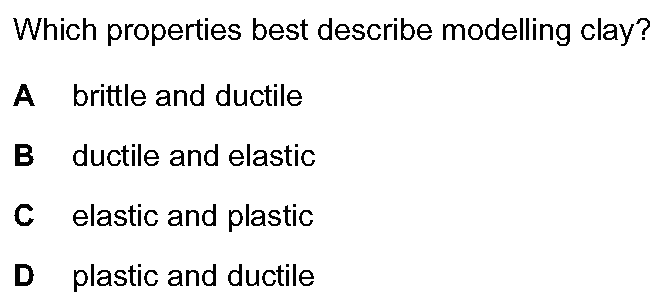 Which properties best describe modelling clay?
A brittle and ductile
B ductile and elastic
C elastic and plastic
D plastic and ductile